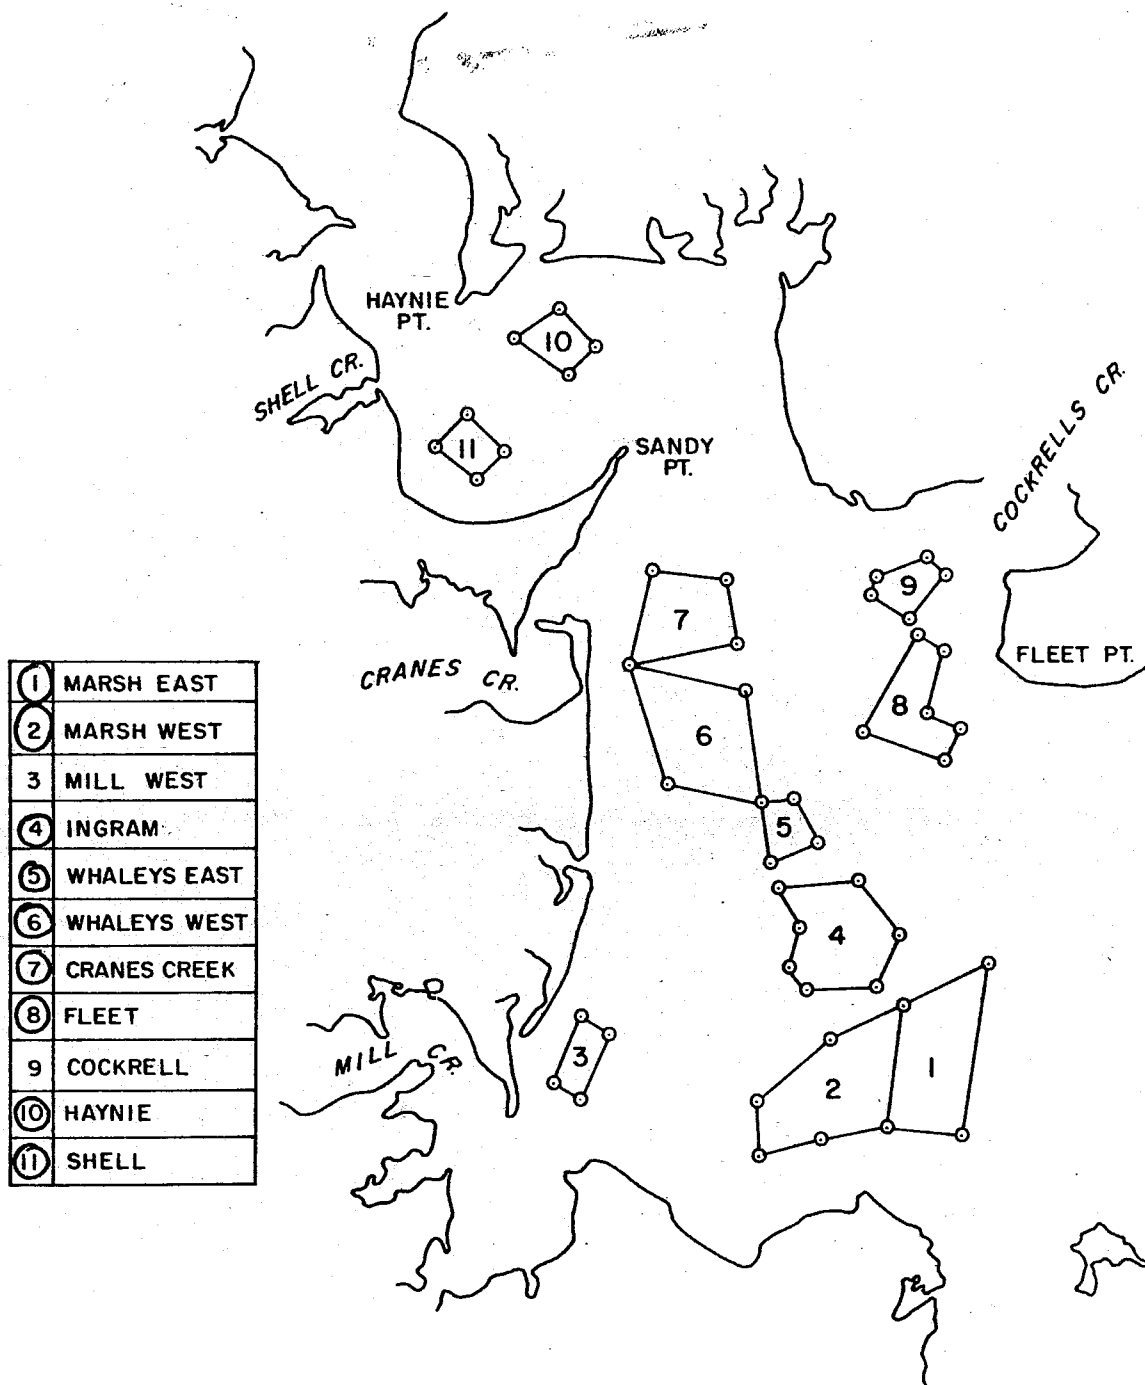 HAYNIE
PT.
10
SHELL CR.
11
SANDY
PT.
COCKRELLS CR.
9
7
FLEET PT.
CRANES CR.
8
6
5
4
3
MILL CR.
2
1
1 MARSH EAST
2 MARSH WEST
3 MILL WEST
4 INGRAM
5 WHALEYS EAST
6 WHALEYS WEST
7 CRANES CREEK
8 FLEET
9 COCKRELL
10 HAYNIE
11 SHELL